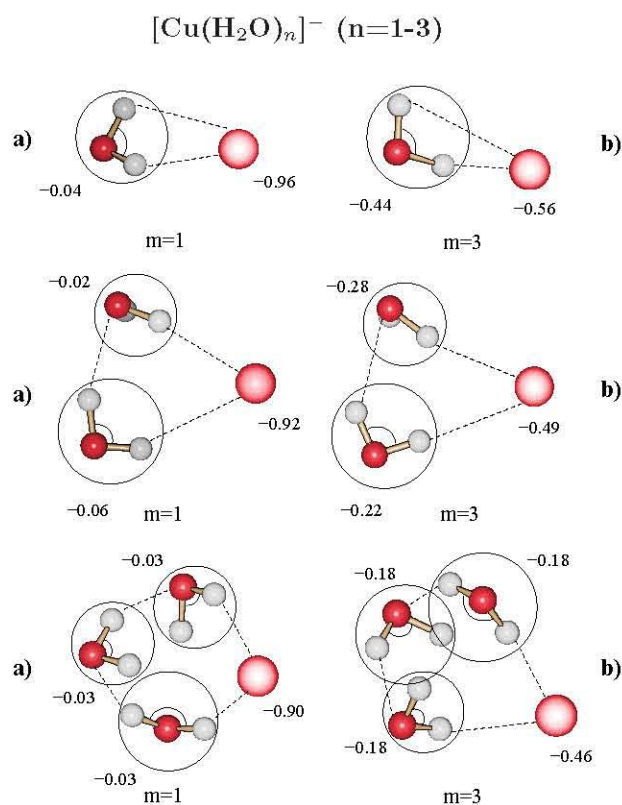 [Cu(H₂O)ₙ]⁻ (n=1-3)
a)
−0.04
−0.96
m=1
−0.44
−0.56
m=3
b)
−0.02
a)
−0.92
−0.06
m=1
−0.28
b)
−0.49
−0.22
m=3
−0.03
a)
−0.03
−0.90
−0.03
m=1
−0.18
−0.18
b)
−0.18
−0.46
m=3